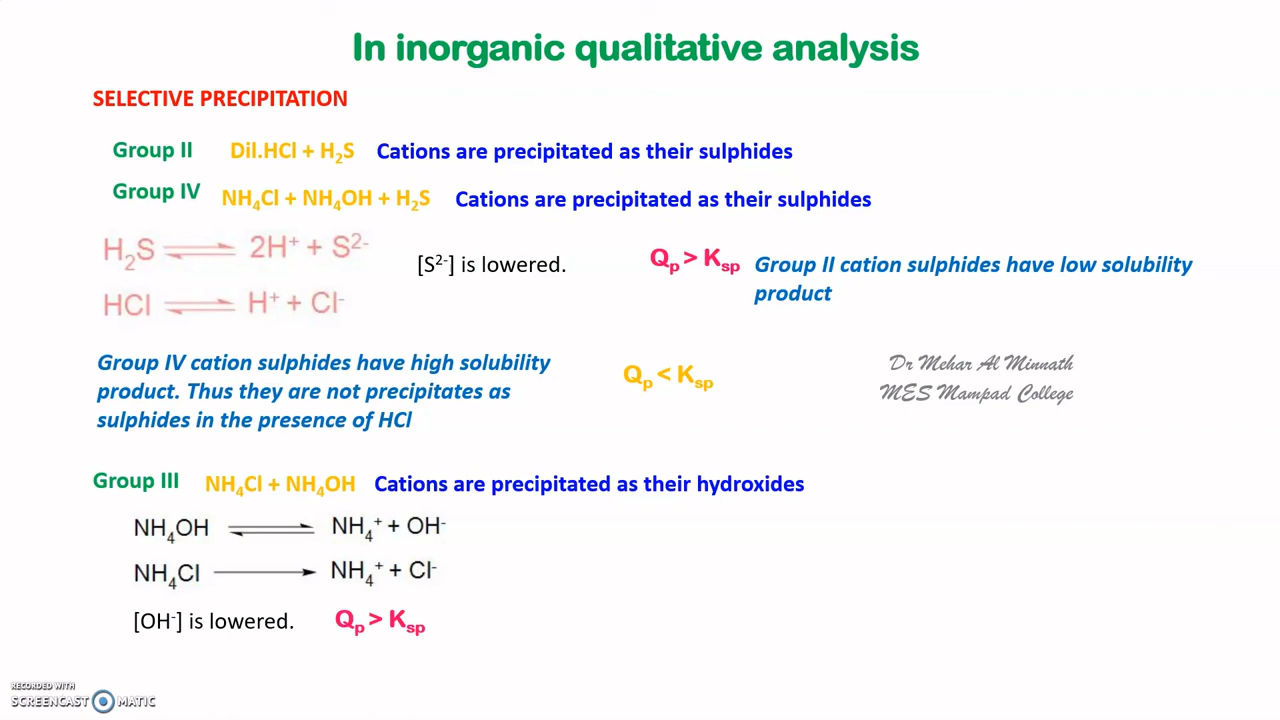 In inorganic qualitative analysis
SELECTIVE PRECIPITATION
Group II Dil.HCl + H₂S Cations are precipitated as their sulphides
Group IV NH₄Cl + NH₄OH + H₂S Cations are precipitated as their sulphides
H₂S ⇌ 2H⁺ + S²⁻
[S²⁻] is lowered. Qₚ > Kₛₚ Group II cation sulphides have low solubility
product
HCl ⇌ H⁺ + Cl⁻
Group IV cation sulphides have high solubility
product. Thus they are not precipitates as
sulphides in the presence of HCl
Qₚ < Kₛₚ
Dr Mehar Al Minnath
MES Mampad College
Group III NH₄Cl + NH₄OH Cations are precipitated as their hydroxides
NH₄OH ⇌ NH₄⁺ + OH⁻
NH₄Cl ⟶ NH₄⁺ + Cl⁻
[OH⁻] is lowered. Qₚ > Kₛₚ
RECORDED WITH
SCREENCAST MATIC